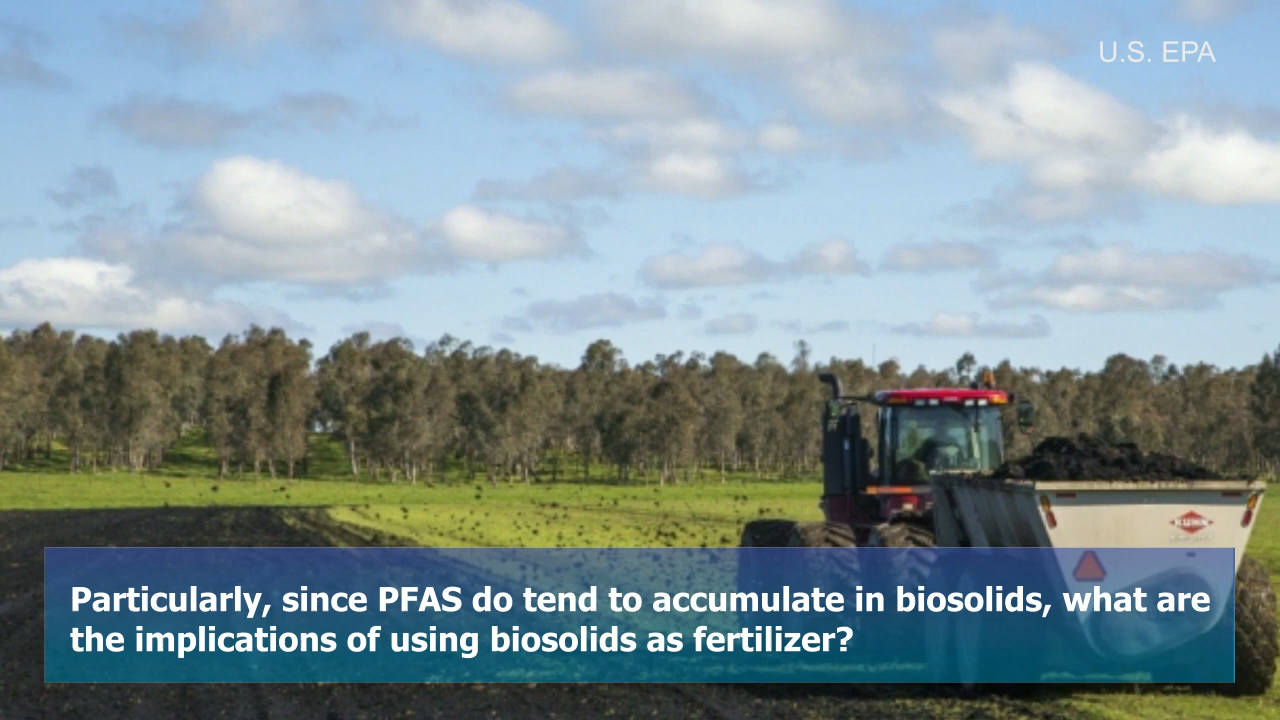 U.S. EPA
KUHN
Particularly, since PFAS do tend to accumulate in biosolids, what are
the implications of using biosolids as fertilizer?